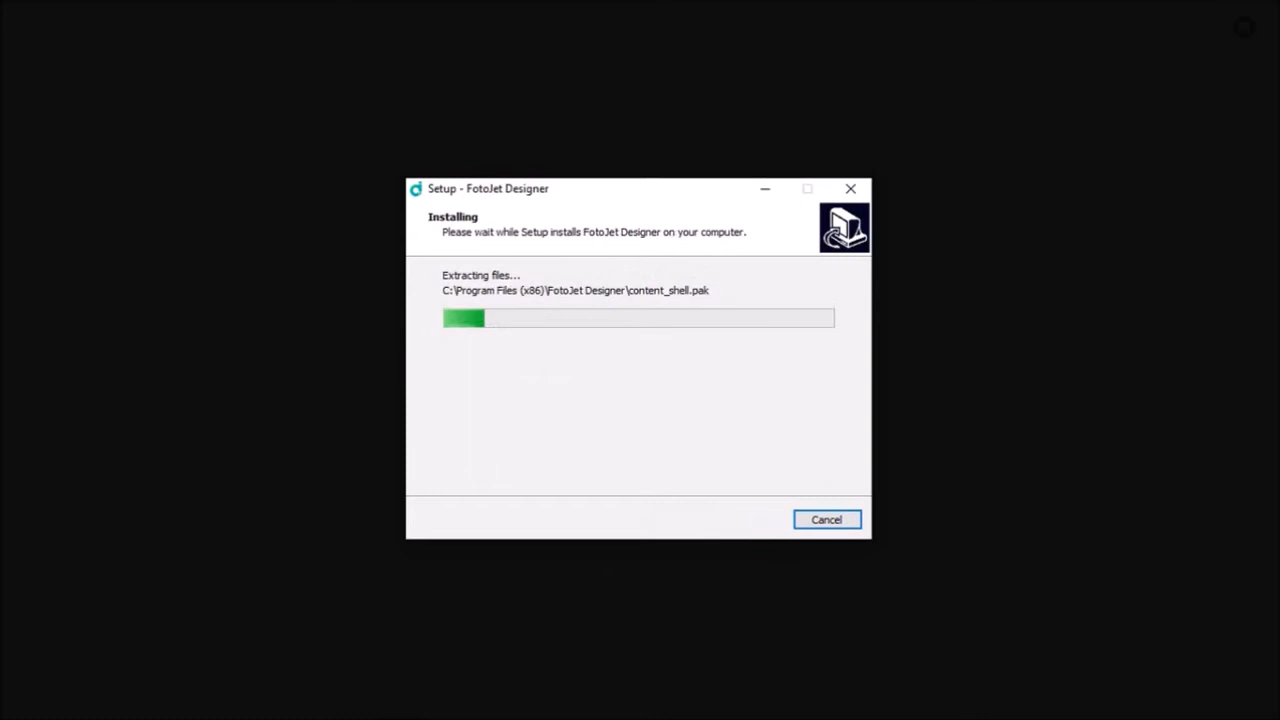 Setup - FotoJet Designer
Installing
Please wait while Setup installs FotoJet Designer on your computer.
Extracting files...
C:\Program Files (x86)\FotoJet Designer\content_shell.pak
Cancel